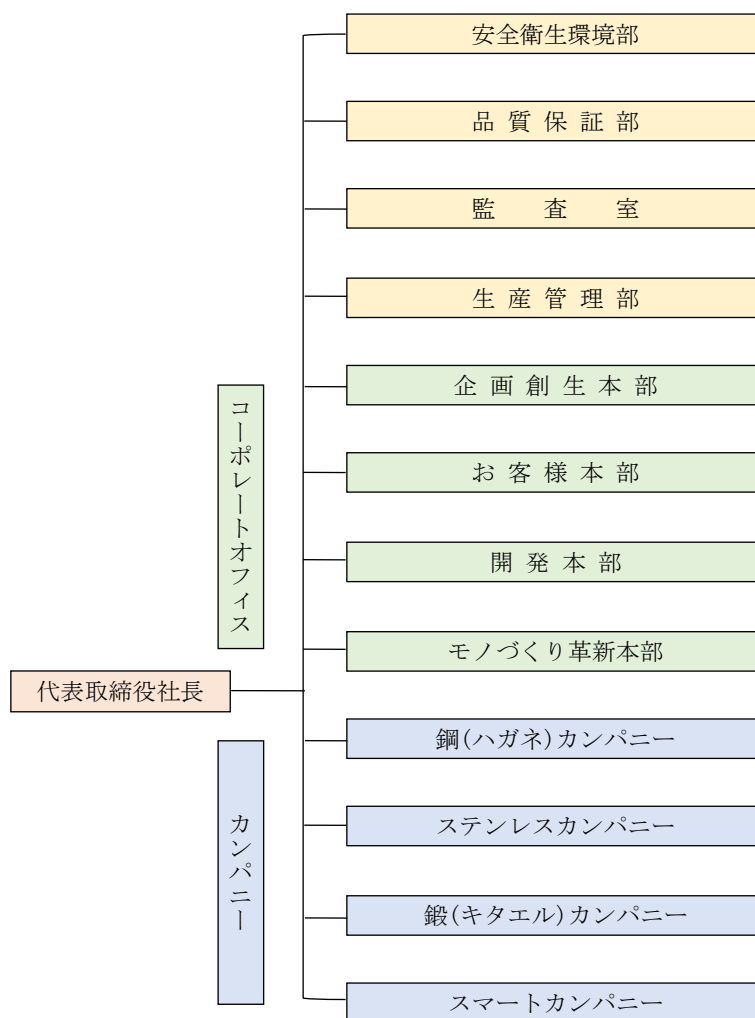 安全衛生環境部
品質保証部
監査室
生産管理部
企画創生本部
コーポレートオフィス
お客様本部
開発本部
モノづくり革新本部
代表取締役社長
鋼(ハガネ)カンパニー
カンパニー
ステンレスカンパニー
鍛(キタエル)カンパニー
スマートカンパニー